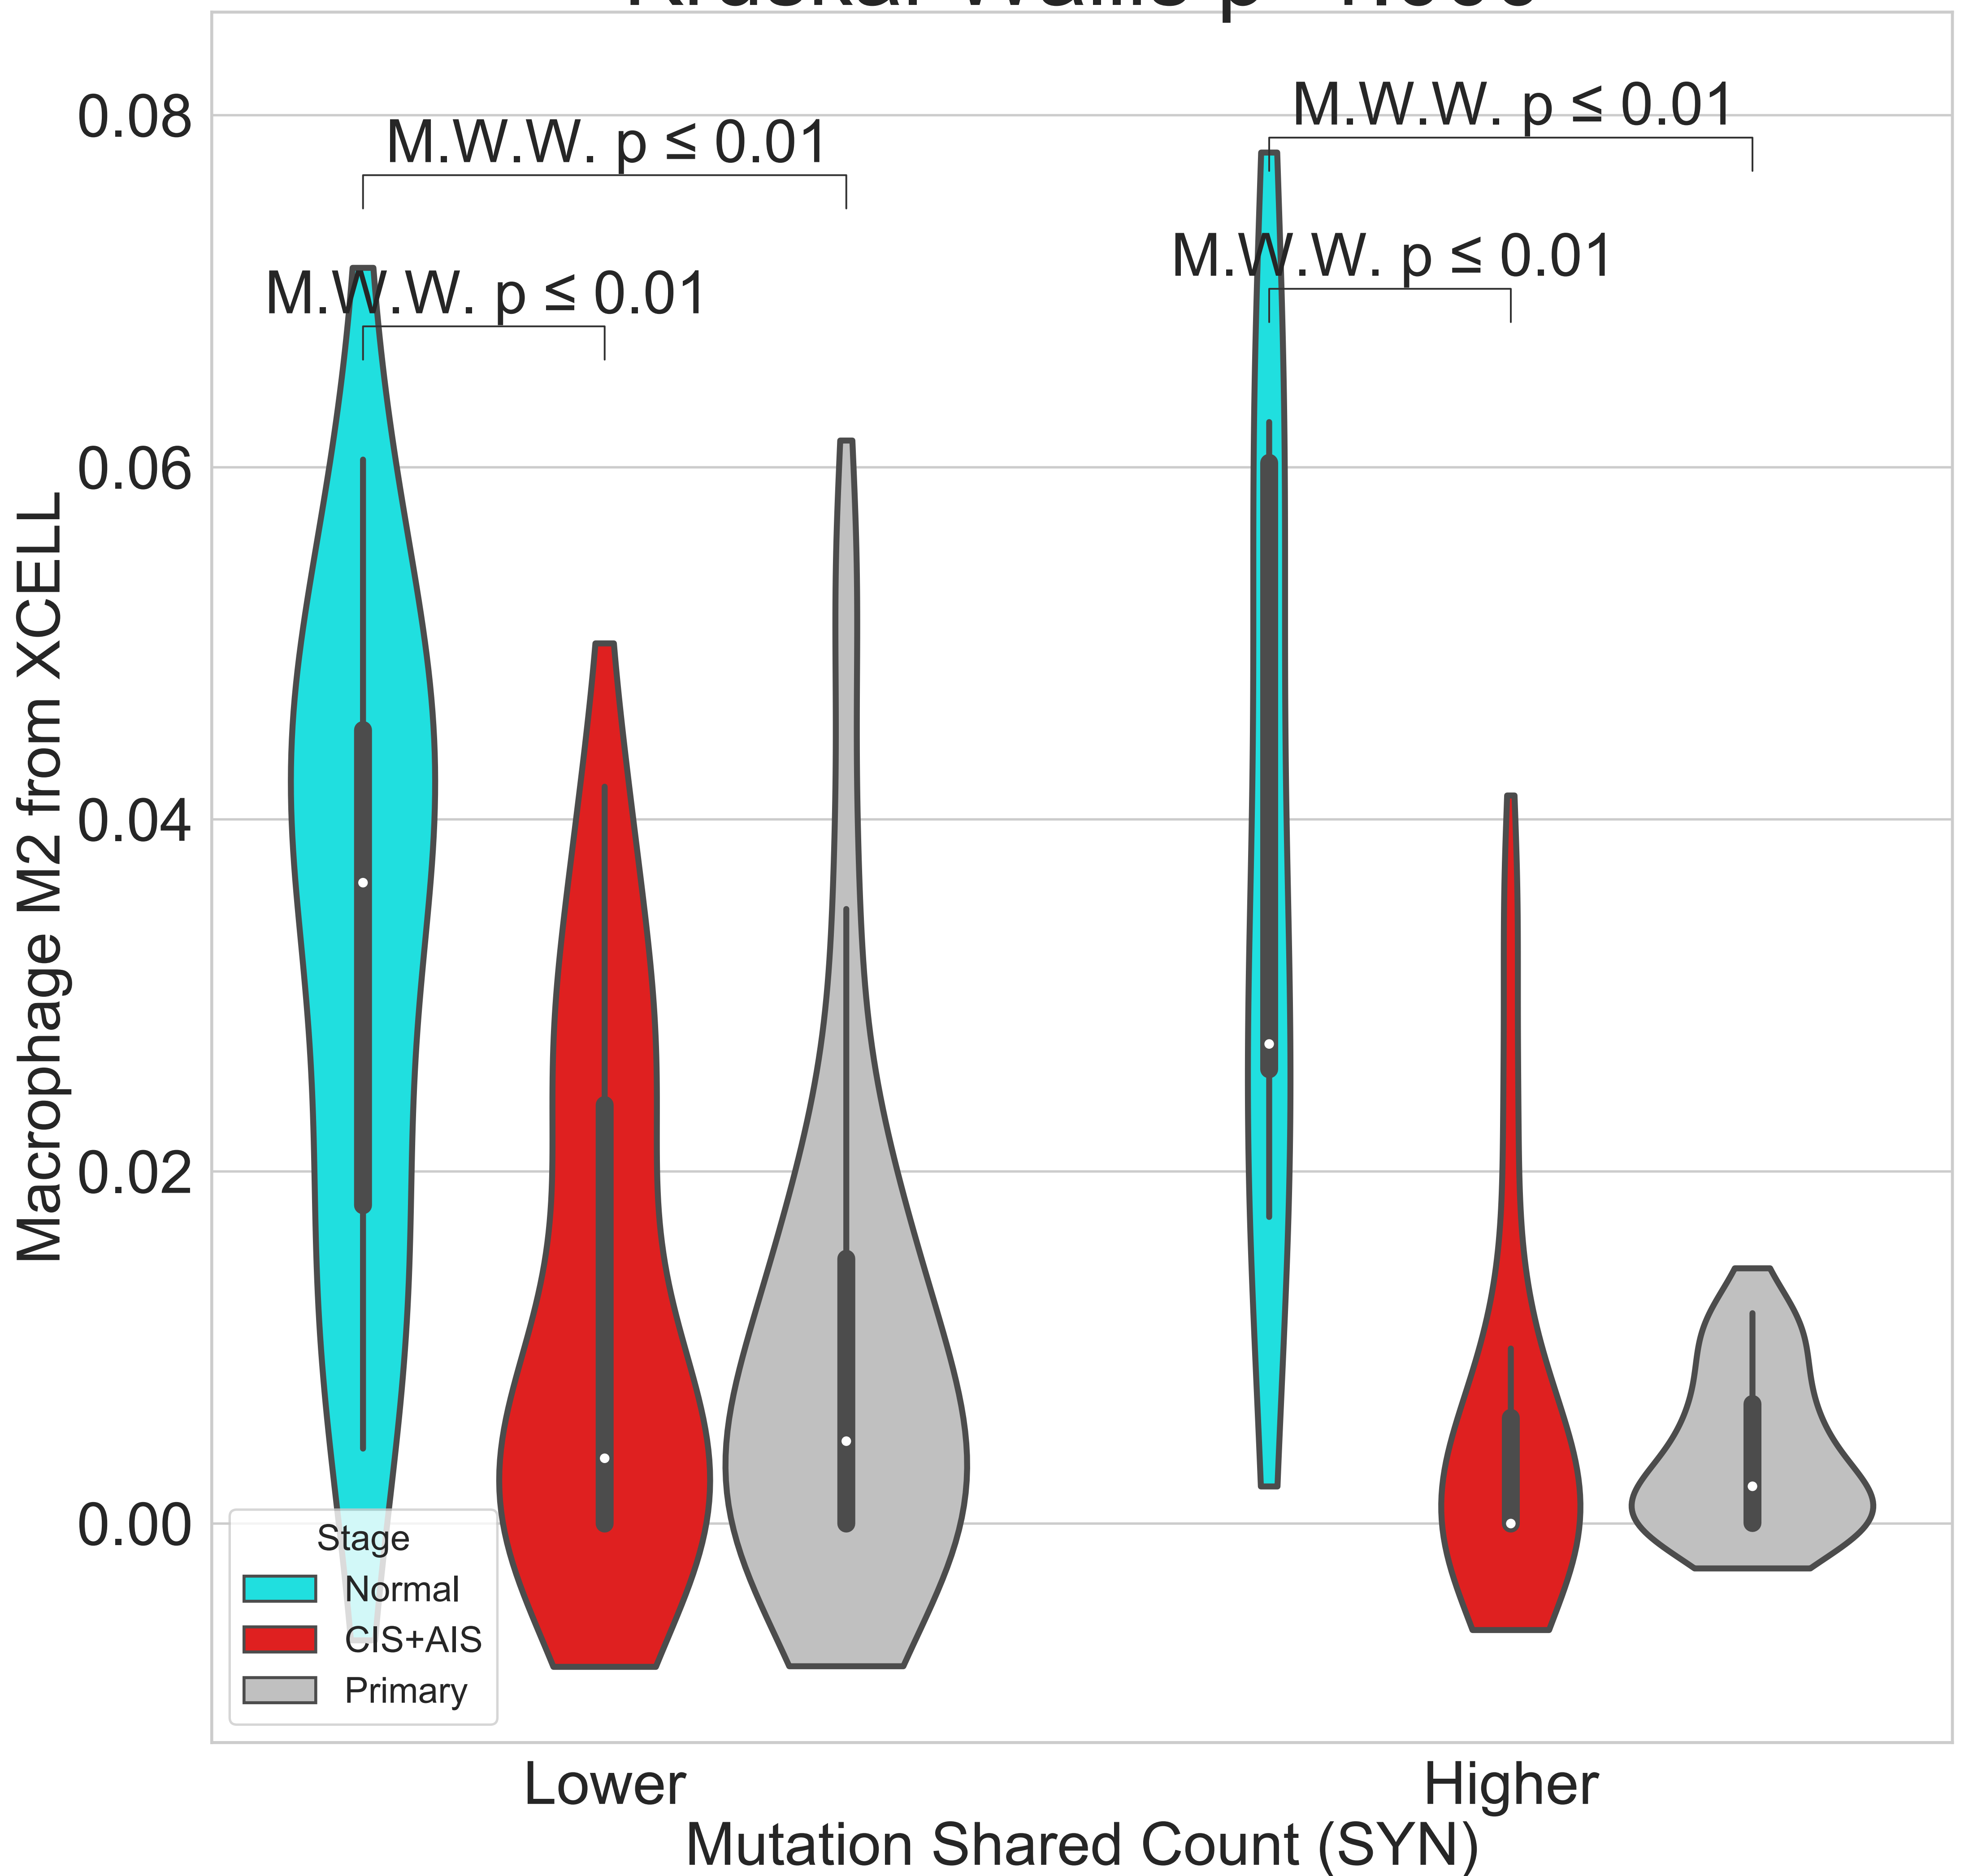 0.08
0.06
0.04
0.02
0.00
Macrophage M2 from XCELL
M.W.W. p ≤ 0.01
M.W.W. p ≤ 0.01
M.W.W. p ≤ 0.01
M.W.W. p ≤ 0.01
Stage
Normal
CIS+AIS
Primary
Lower
Higher
Mutation Shared Count (SYN)